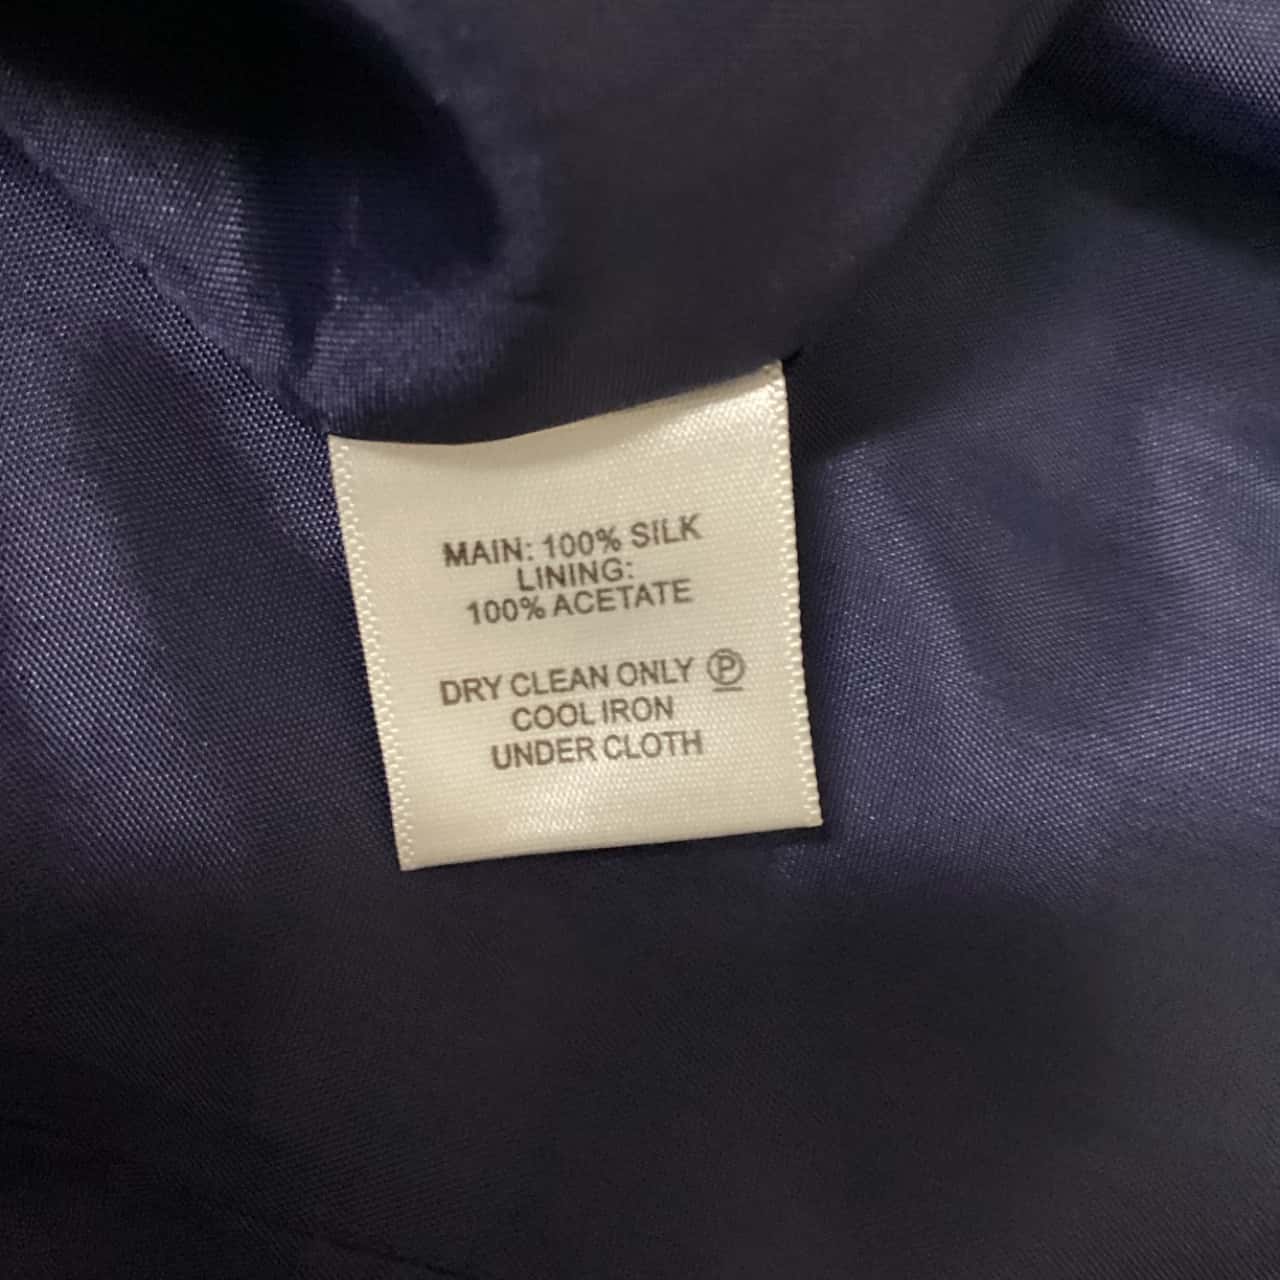 MAIN: 100% SILK
LINING:
100% ACETATE
DRY CLEAN ONLY Ⓟ
COOL IRON
UNDER CLOTH